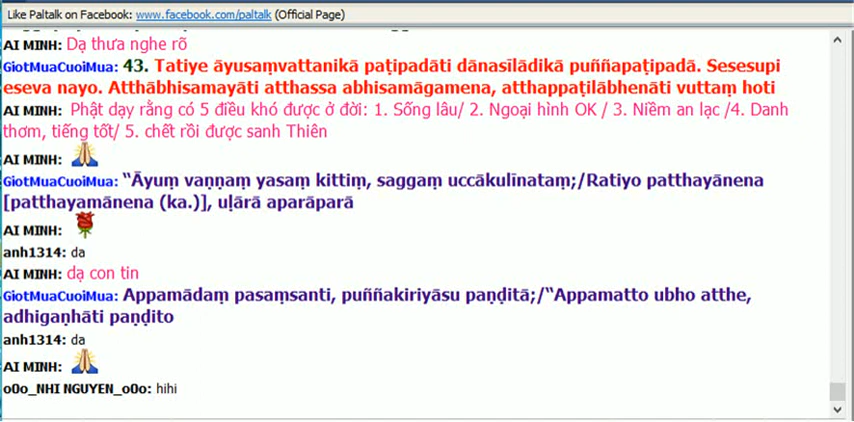 Like Paltalk on Facebook: www.facebook.com/paltalk (Official Page)
AI MINH: Dạ thưa nghe rõ
GiotMuaCuoiMua: 43. Tatiye āyusaṃvattanikā paṭipadāti dānasīlādikā puññapaṭipadā. Sesesupi
eseva nayo. Atthābhisamayāti atthassa abhisamāgamena, atthappaṭilābhenāti vuttaṃ hoti
AI MINH: Phật dạy rằng có 5 điều khó được ở đời: 1. Sống lâu/ 2. Ngoại hình OK / 3. Niềm an lạc /4. Danh
thơm, tiếng tốt/ 5. chết rồi được sanh Thiên
AI MINH:
GiotMuaCuoiMua: “Āyuṃ vaṇṇaṃ yasaṃ kittiṃ, saggaṃ uccākulīnataṃ;/Ratiyo patthayānena
[patthayamānena (ka.)], uḷārā aparāparā
AI MINH:
anh1314: da
AI MINH: dạ con tin
GiotMuaCuoiMua: Appamādaṃ pasaṃsanti, puññakiriyāsu paṇḍitā;/“Appamatto ubho atthe,
adhigaṇhāti paṇḍito
anh1314: da
AI MINH:
o0o_NHI NGUYEN_o0o: hihi